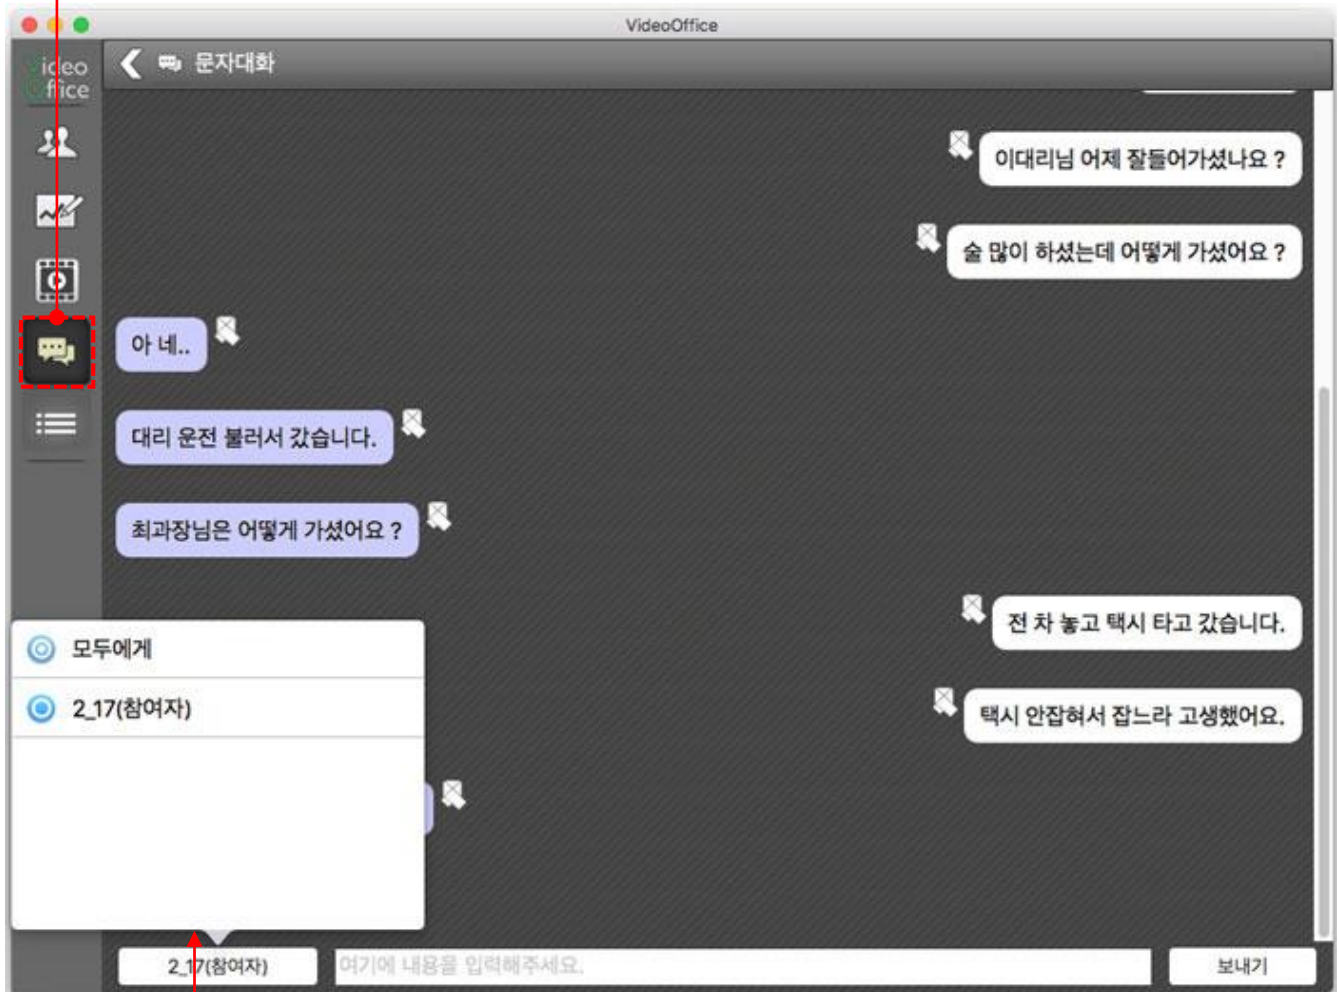 VideoOffice
Video
Office
문자대화
이대리님 어제 잘들어가셨나요 ?
술 많이 하셨는데 어떻게 가셨어요 ?
아 네..
대리 운전 불러서 갔습니다.
최과장님은 어떻게 가셨어요 ?
전 차 놓고 택시 타고 갔습니다.
모두에게
2_17(참여자)
택시 안잡혀서 잡느라 고생했어요.
2_17(참여자)
여기에 내용을 입력해주세요.
보내기